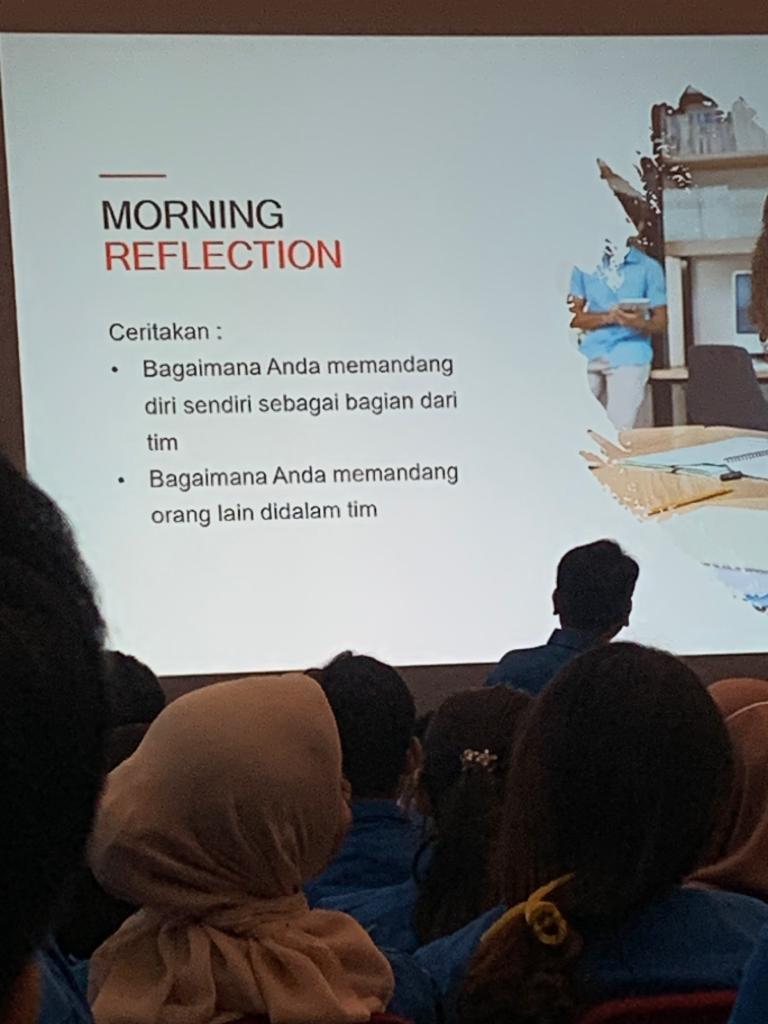 MORNING
REFLECTION
Ceritakan :
• Bagaimana Anda memandang
diri sendiri sebagai bagian dari
tim
• Bagaimana Anda memandang
orang lain didalam tim